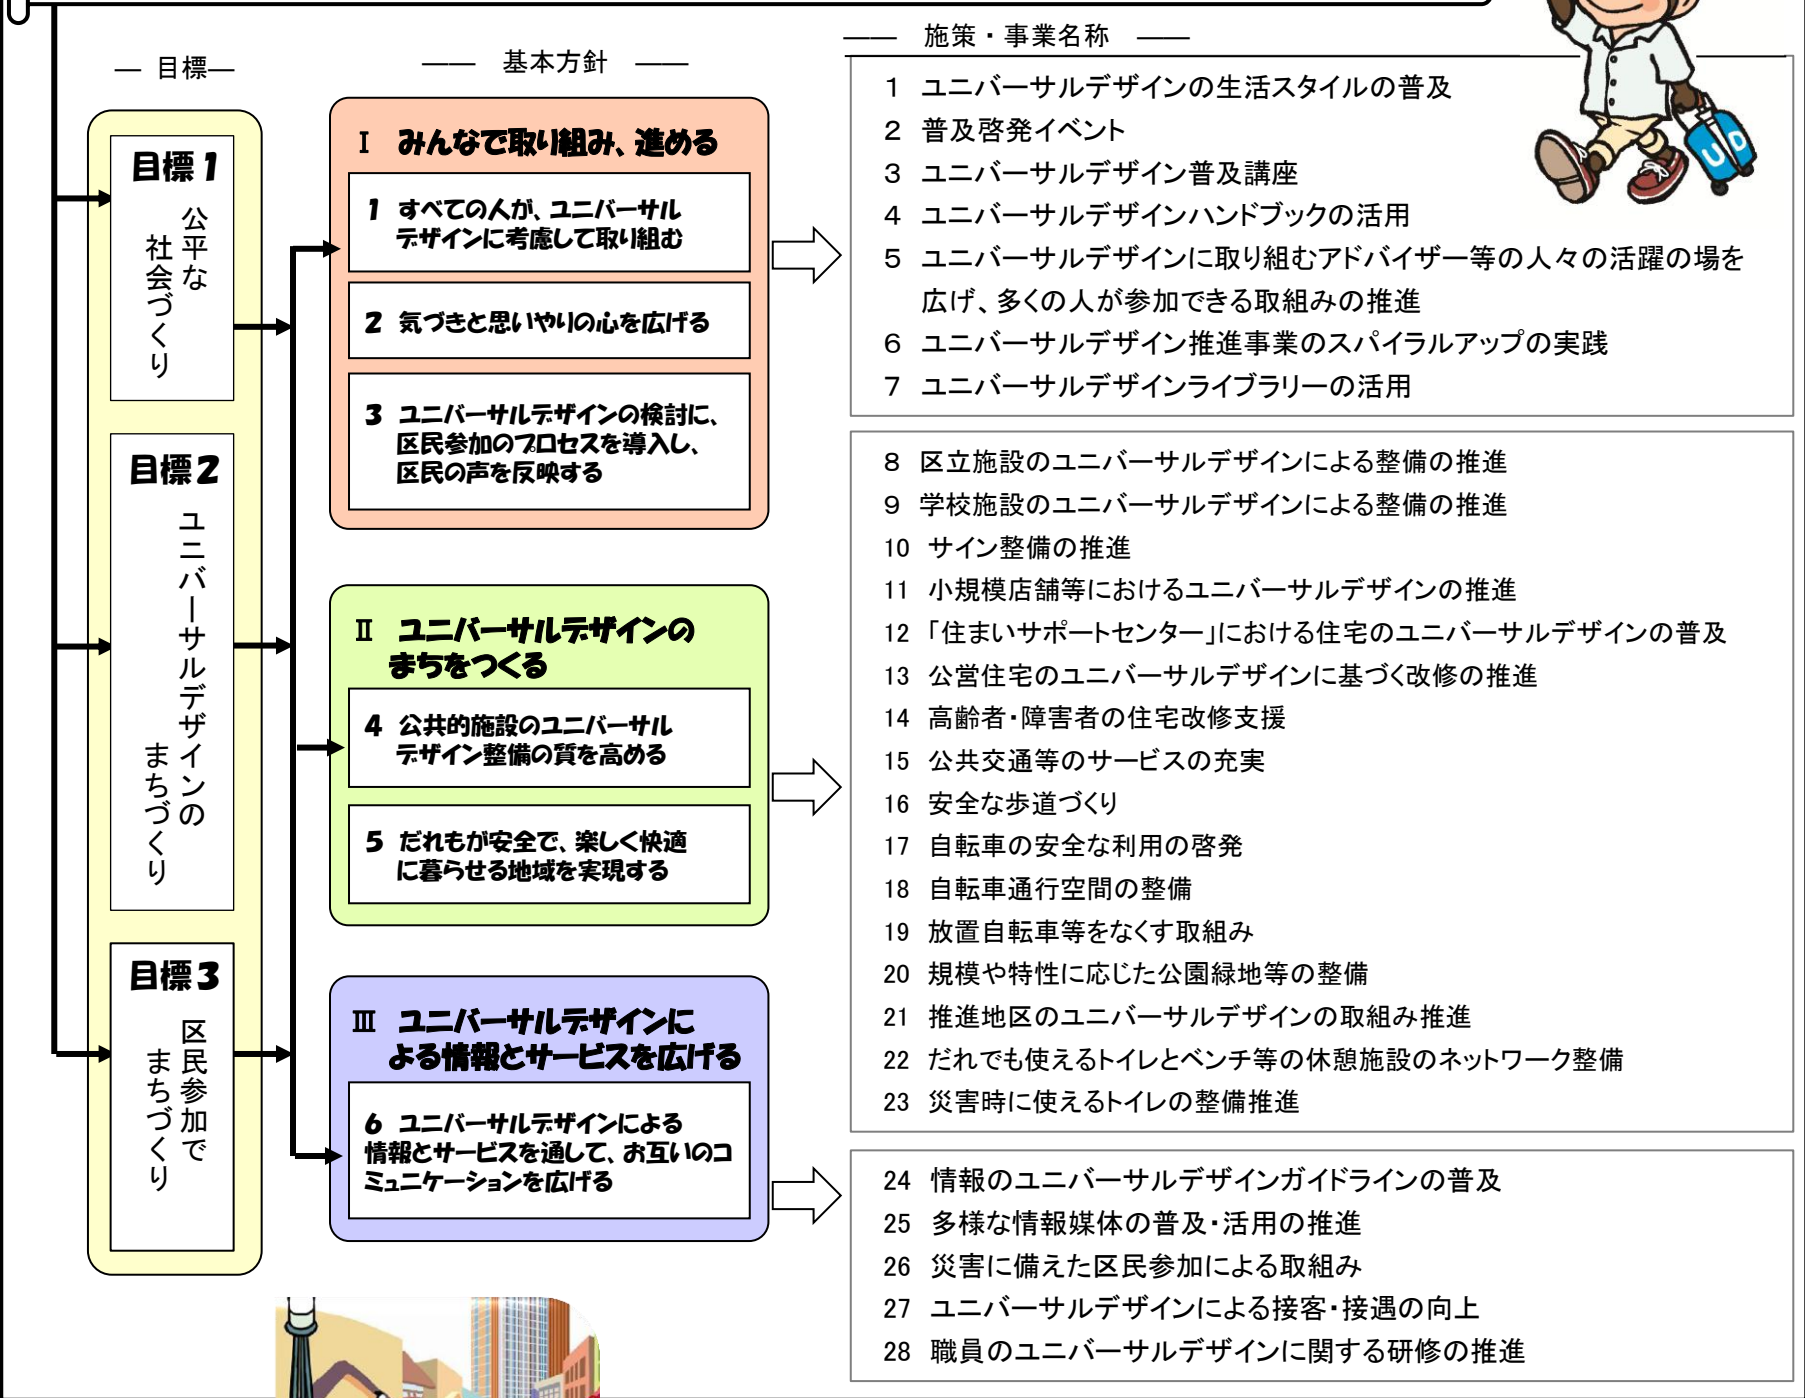 ― 目標―
目標1
公平な
社会づくり
目標2
ユニバーサルデザインの
まちづくり
目標3
区民参加で
まちづくり
―― 基本方針 ――
Ⅰ みんなで取り組み、進める
1 すべての人が、ユニバーサル
デザインに考慮して取り組む
2 気づきと思いやりの心を広げる
3 ユニバーサルデザインの検討に、
区民参加のプロセスを導入し、
区民の声を反映する
Ⅱ ユニバーサルデザインの
まちをつくる
4 公共的施設のユニバーサル
デザイン整備の質を高める
5 だれもが安全で、楽しく快適
に暮らせる地域を実現する
Ⅲ ユニバーサルデザインに
よる情報とサービスを広げる
6 ユニバーサルデザインによる
情報とサービスを通して、お互いのコ
ミュニケーションを広げる
―― 施策・事業名称 ――
1 ユニバーサルデザインの生活スタイルの普及
2 普及啓発イベント
3 ユニバーサルデザイン普及講座
4 ユニバーサルデザインハンドブックの活用
5 ユニバーサルデザインに取り組むアドバイザー等の人々の活躍の場を
広げ、多くの人が参加できる取組みの推進
6 ユニバーサルデザイン推進事業のスパイラルアップの実践
7 ユニバーサルデザインライブラリーの活用
UD
8 区立施設のユニバーサルデザインによる整備の推進
9 学校施設のユニバーサルデザインによる整備の推進
10 サイン整備の推進
11 小規模店舗等におけるユニバーサルデザインの推進
12 「住まいサポートセンター」における住宅のユニバーサルデザインの普及
13 公営住宅のユニバーサルデザインに基づく改修の推進
14 高齢者・障害者の住宅改修支援
15 公共交通等のサービスの充実
16 安全な歩道づくり
17 自転車の安全な利用の啓発
18 自転車通行空間の整備
19 放置自転車等をなくす取組み
20 規模や特性に応じた公園緑地等の整備
21 推進地区のユニバーサルデザインの取組み推進
22 だれでも使えるトイレとベンチ等の休憩施設のネットワーク整備
23 災害時に使えるトイレの整備推進
24 情報のユニバーサルデザインガイドラインの普及
25 多様な情報媒体の普及・活用の推進
26 災害に備えた区民参加による取組み
27 ユニバーサルデザインによる接客・接遇の向上
28 職員のユニバーサルデザインに関する研修の推進